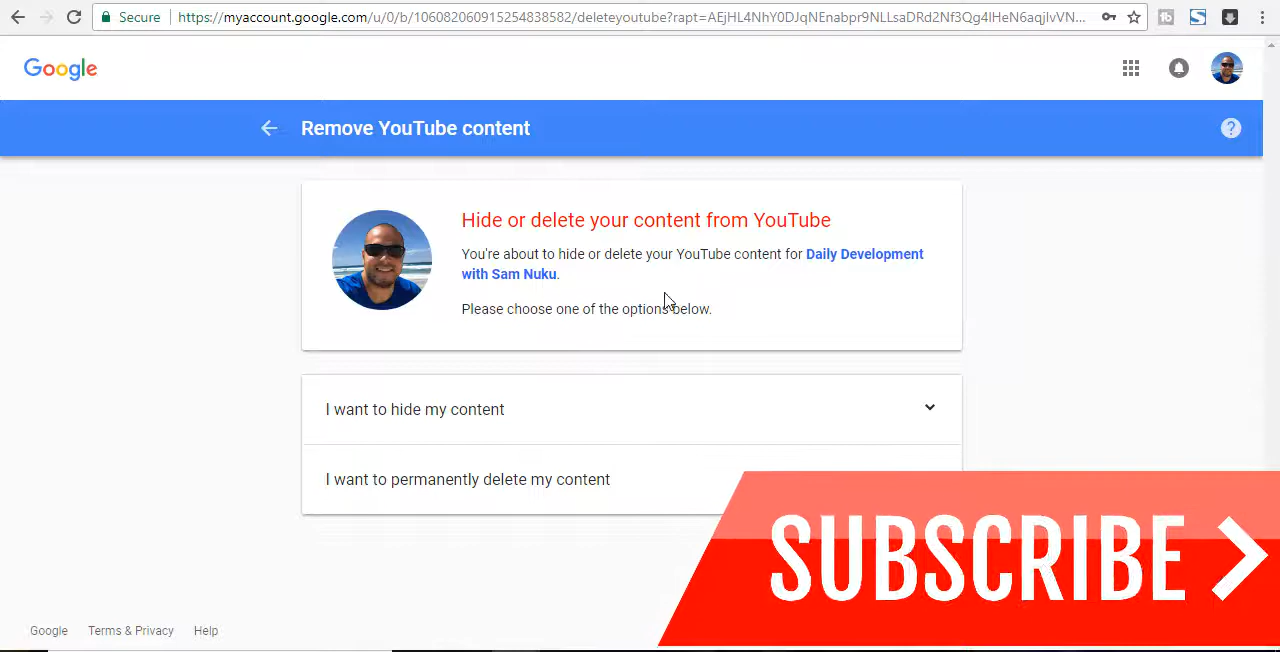 Secure https://myaccount.google.com/u/0/b/106082060915254838582/deleteyoutube?rapt=AEjHL4NhY0DJqNEnabpr9NLLsaDRd2Nf3Qg4IHeN6aqjIvVN...
Google
Remove YouTube content
Hide or delete your content from YouTube
You're about to hide or delete your YouTube content for Daily Development
with Sam Nuku.
Please choose one of the options below.
I want to hide my content
I want to permanently delete my content
SUBSCRIBE
Google Terms & Privacy Help